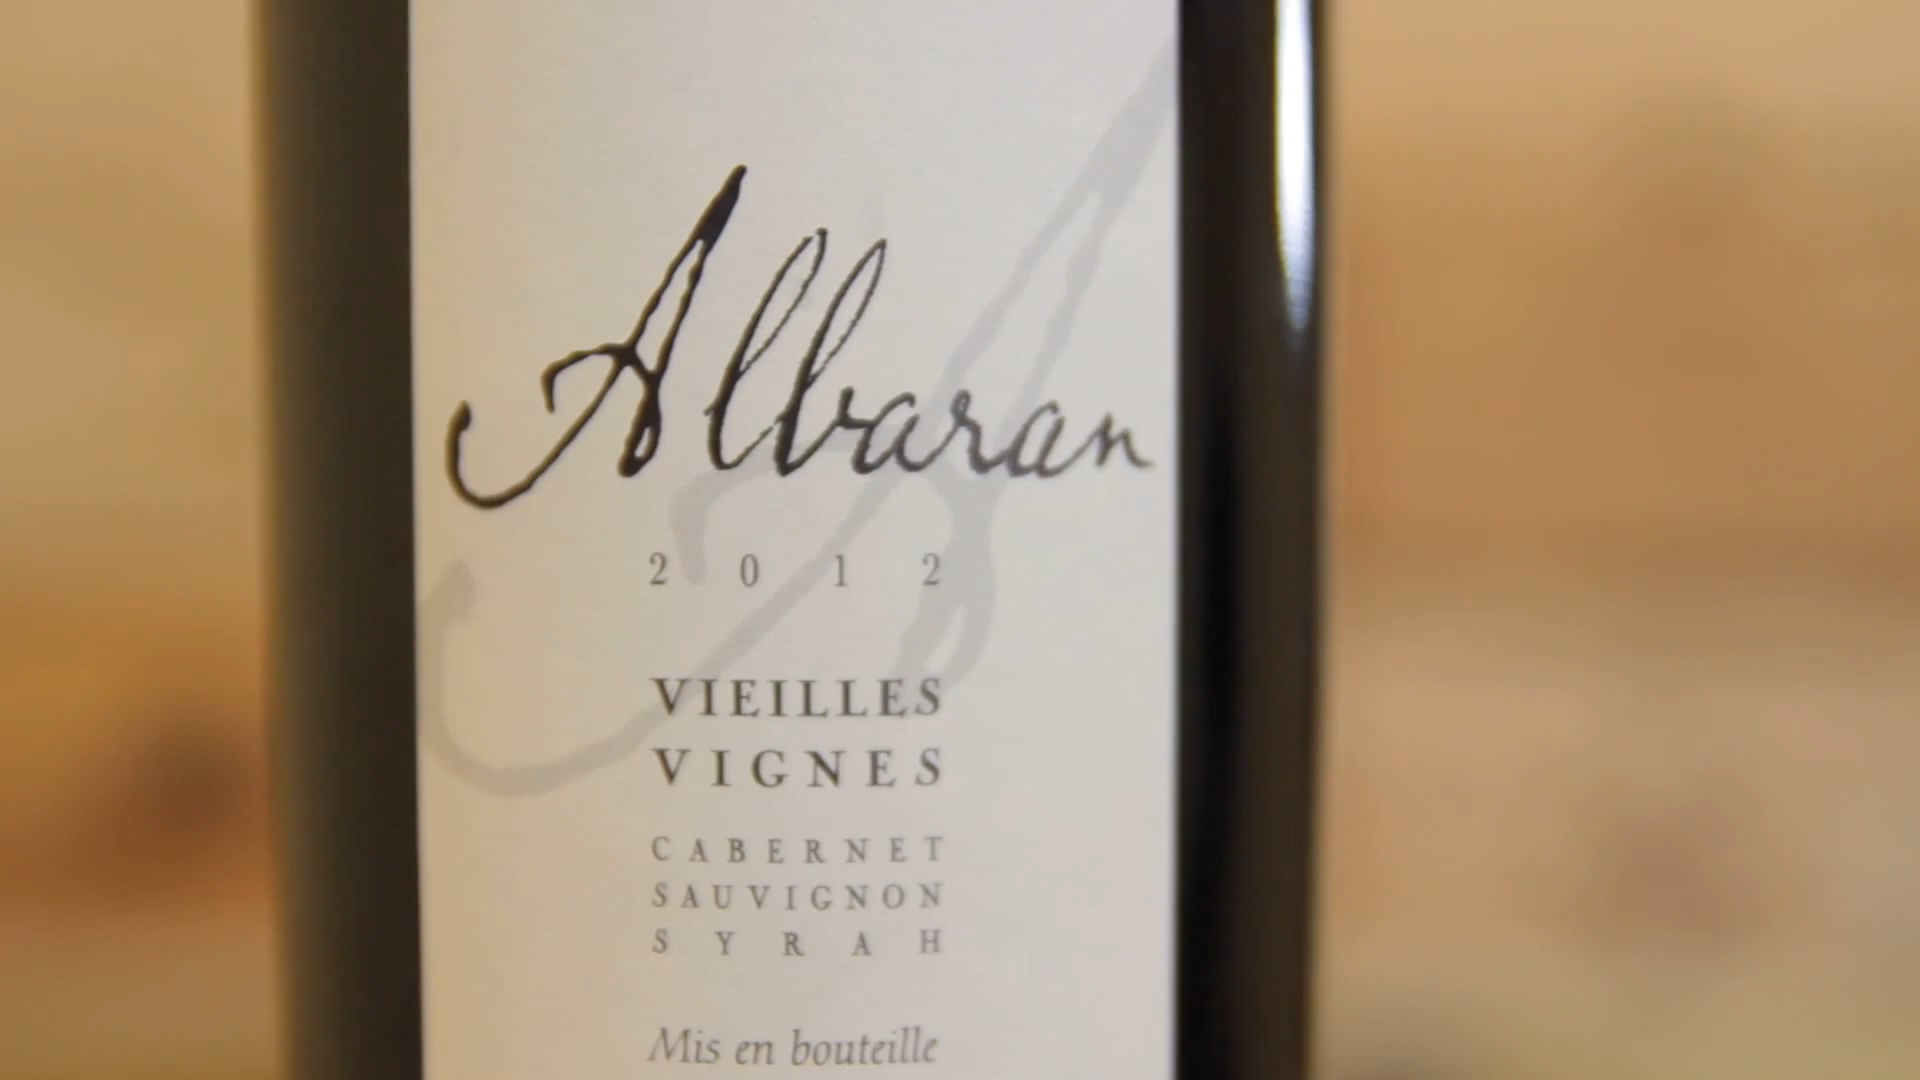 Albaran
2012
VIEILLES
VIGNES
CABERNET
SAUVIGNON
SYRAH
Mis en bouteille